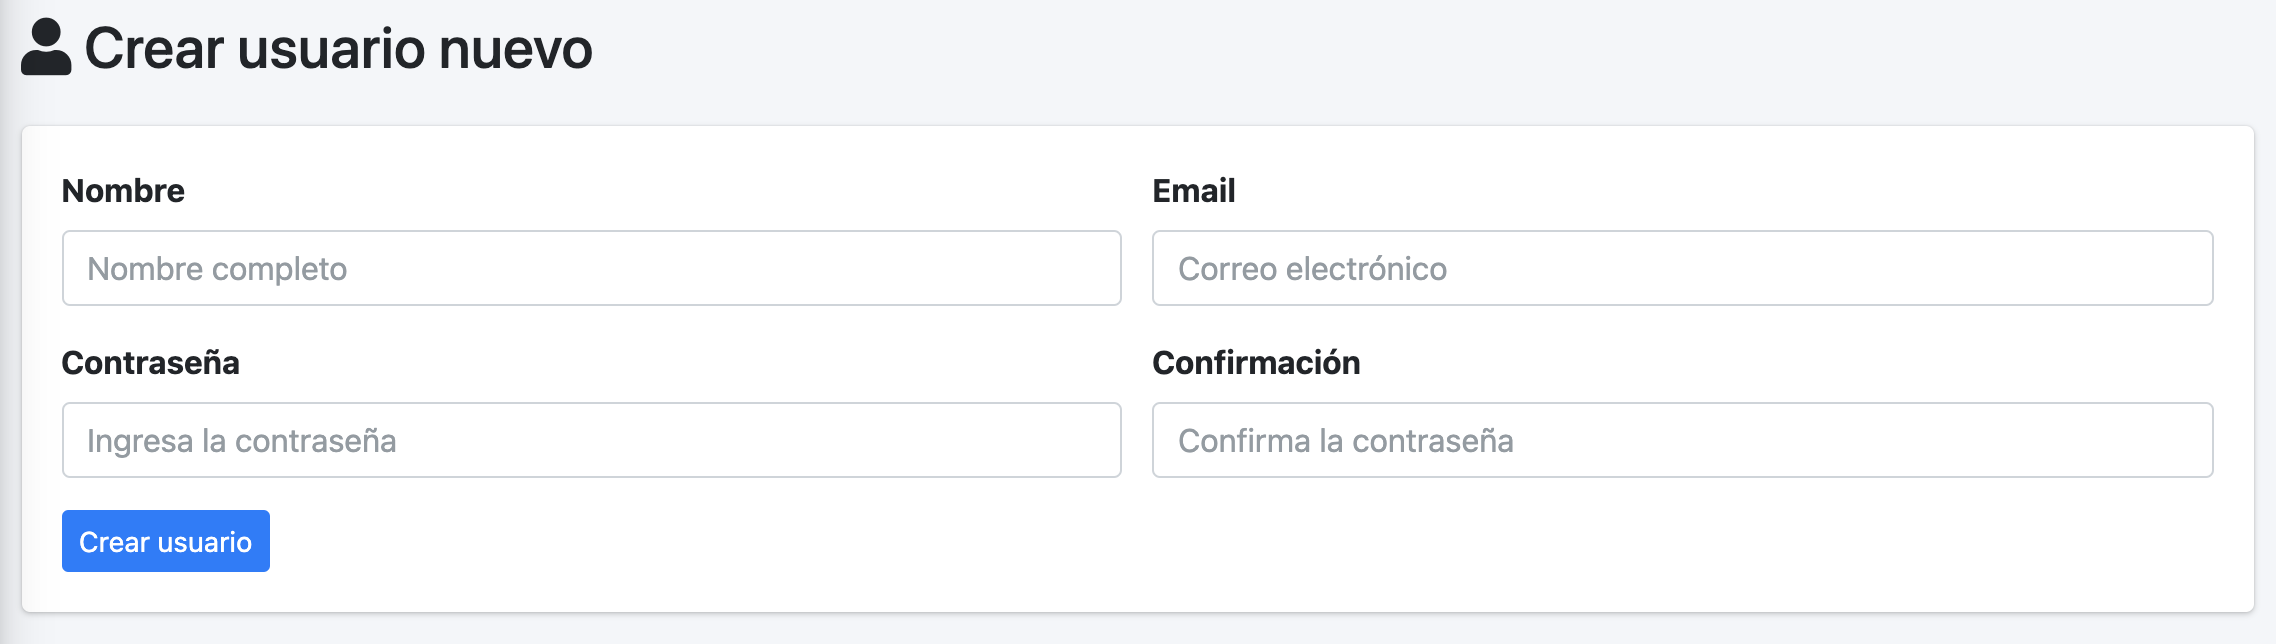 Crear usuario nuevo
Nombre
Email
Nombre completo
Correo electrónico
Contraseña
Confirmación
Ingresa la contraseña
Confirma la contraseña
Crear usuario